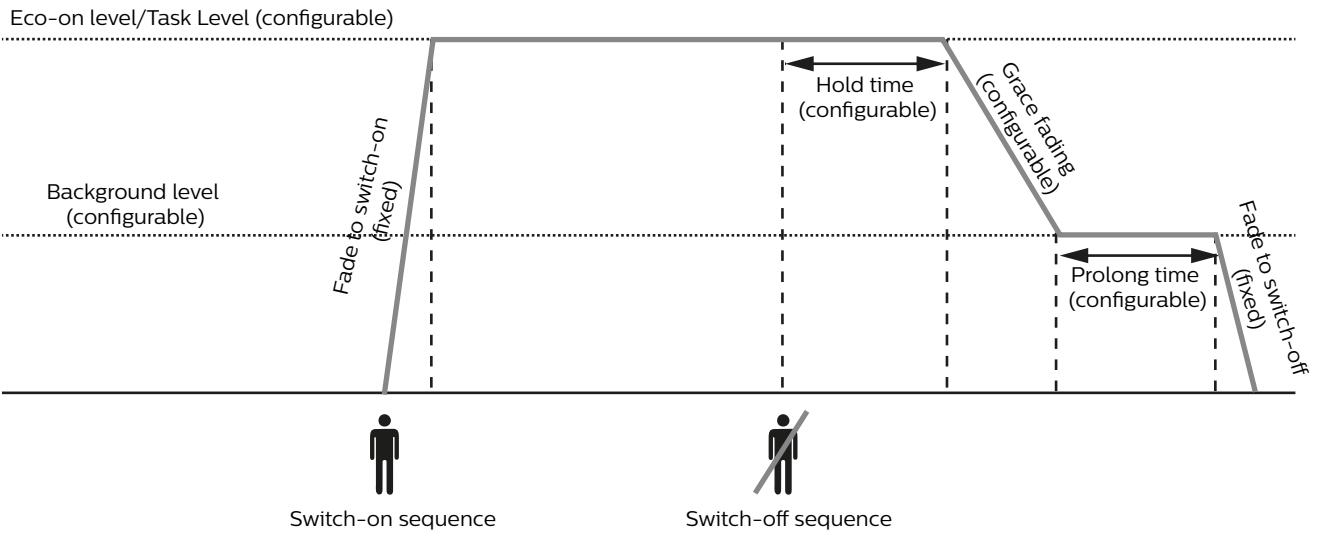 Eco-on level/Task Level (configurable)
Hold time
(configurable)
Grace fading
(configurable)
Fade to switch-on
(fixed)
Background level
(configurable)
Prolong time
(configurable)
Fade to switch-off
(fixed)
Switch-on sequence
Switch-off sequence